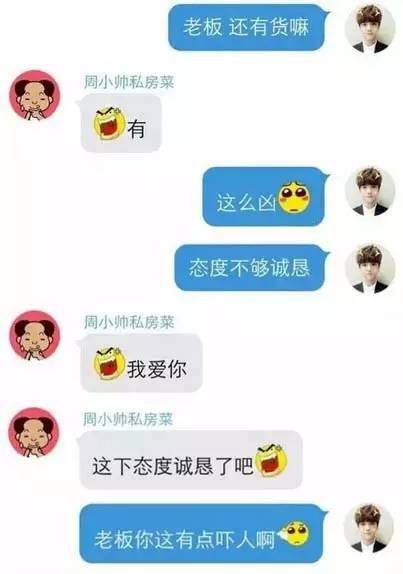 老板 还有货嘛
周小帅私房菜
有
这么凶
态度不够诚恳
周小帅私房菜
我爱你
周小帅私房菜
这下态度诚恳了吧
老板你这有点吓人啊